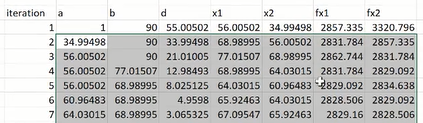 iteration a b d x1 x2 fx1 fx2
1 1 90 55.00502 56.00502 34.99498 2857.335 3320.796
2 34.99498 90 33.99498 68.98995 56.00502 2831.784 2857.335
3 56.00502 90 21.01005 77.01507 68.98995 2862.744 2831.784
4 56.00502 77.01507 12.98493 68.98995 64.03015 2831.784 2829.092
5 56.00502 68.98995 8.025125 64.03015 60.96483 2829.092 2834.638
6 60.96483 68.98995 4.9598 65.92463 64.03015 2828.506 2829.092
7 64.03015 68.98995 3.065325 67.09547 65.92463 2829.16 2828.506